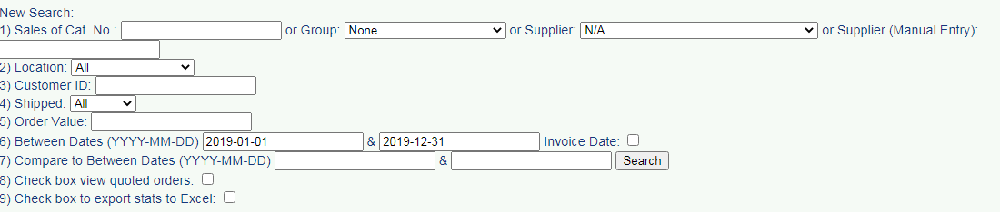 New Search:
1) Sales of Cat. No.: or Group: None or Supplier: N/A or Supplier (Manual Entry):
2) Location: All
3) Customer ID:
4) Shipped: All
5) Order Value:
6) Between Dates (YYYY-MM-DD) 2019-01-01 & 2019-12-31 Invoice Date:
7) Compare to Between Dates (YYYY-MM-DD) & Search
8) Check box view quoted orders:
9) Check box to export stats to Excel: